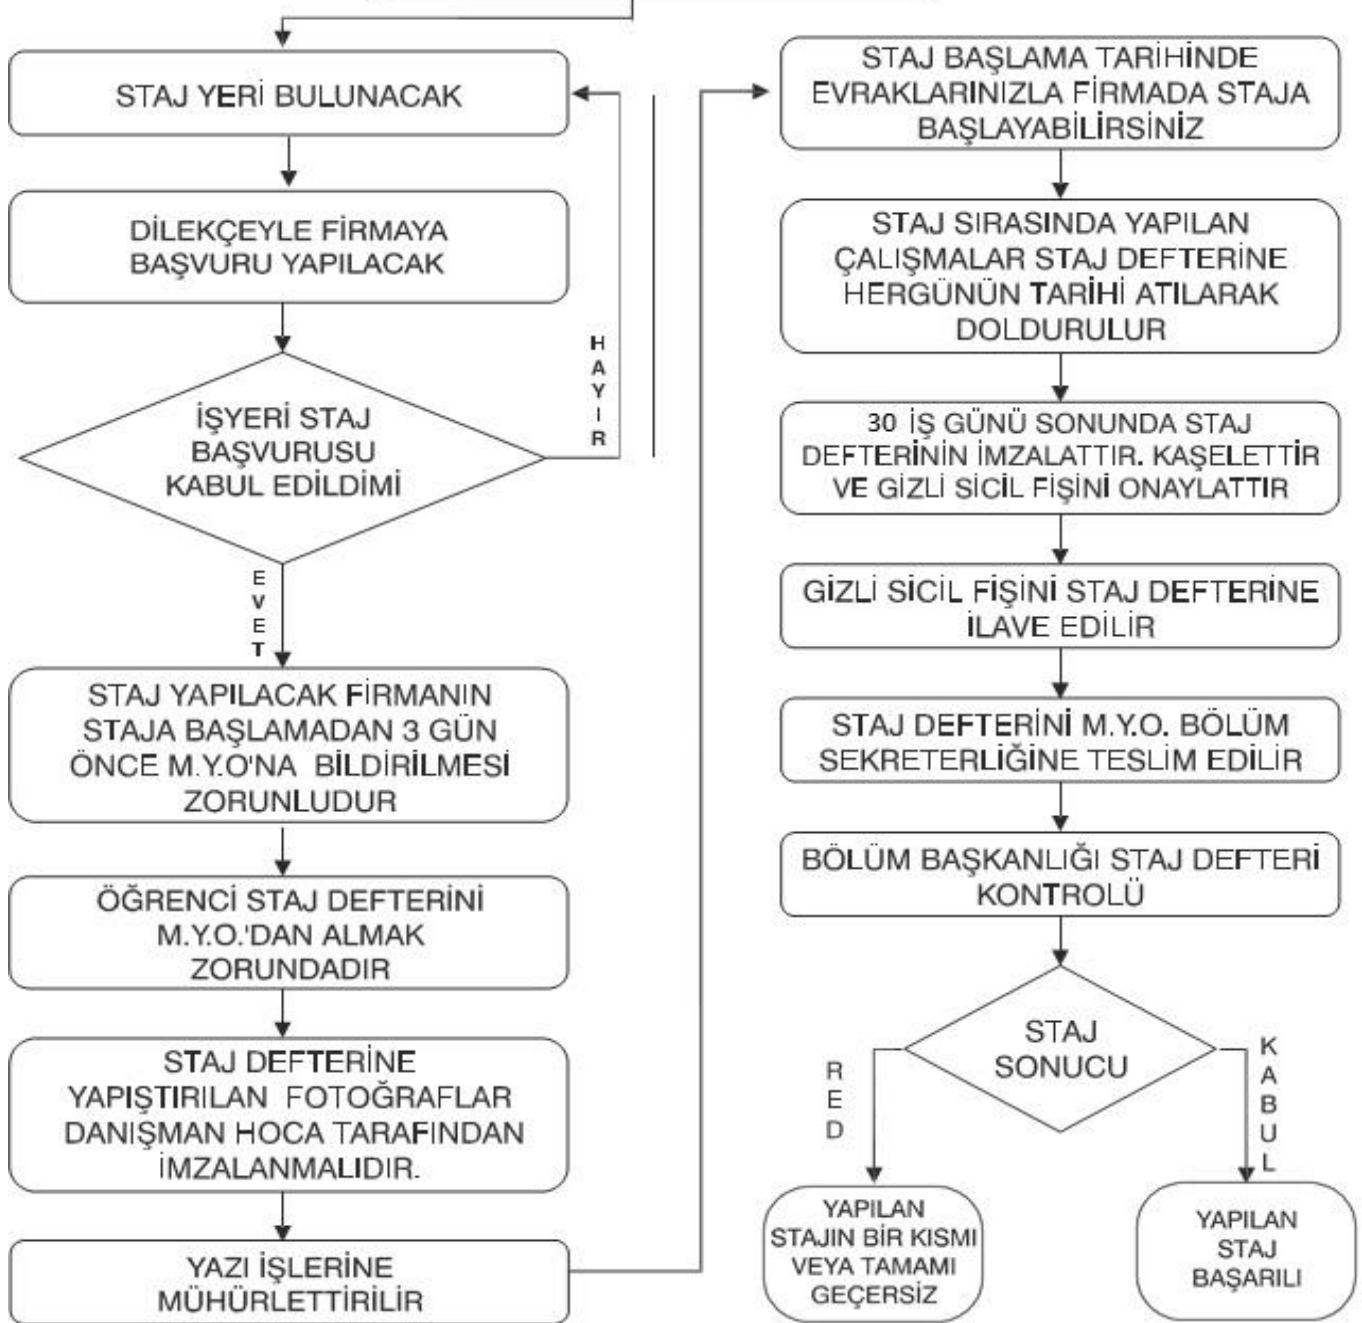 STAJ YERİ BULUNACAK
DİLEKÇEYLE FİRMAYA
BAŞVURU YAPILACAK
İŞYERİ STAJ
BAŞVURUSU
KABUL EDİLDİMİ
HAYIR
EVET
STAJ YAPILACAK FİRMANIN
STAJA BAŞLAMADAN 3 GÜN
ÖNCE M.Y.O'NA BİLDİRİLMESİ
ZORUNLUDUR
ÖĞRENCİ STAJ DEFTERİNİ
M.Y.O.'DAN ALMAK
ZORUNDADIR
STAJ DEFTERİNE
YAPIŞTIRILAN FOTOĞRAFLAR
DANIŞMAN HOCA TARAFINDAN
İMZALANMALIDIR.
YAZI İŞLERİNE
MÜHÜRLETTİRİLİR
STAJ BAŞLAMA TARİHİNDE
EVRAKLARINIZLA FİRMADA STAJA
BAŞLAYABİLİRSİNİZ
STAJ SIRASINDA YAPILAN
ÇALIŞMALAR STAJ DEFTERİNE
HERGÜNÜN TARİHİ ATILARAK
DOLDURULUR
30 İŞ GÜNÜ SONUNDA STAJ
DEFTERİNİN İMZALATTIR. KAŞELETTİR
VE GİZLİ SİCİL FİŞİNİ ONAYLATTIR
GİZLİ SİCİL FİŞİNİ STAJ DEFTERİNE
İLAVE EDİLİR
STAJ DEFTERİNİ M.Y.O. BÖLÜM
SEKRETERLİĞİNE TESLİM EDİLİR
BÖLÜM BAŞKANLIĞI STAJ DEFTERİ
KONTROLÜ
STAJ
SONUCU
RED
KABUL
YAPILAN
STAJIN BİR KISMI
VEYA TAMAMI
GEÇERSİZ
YAPILAN
STAJ
BAŞARILI